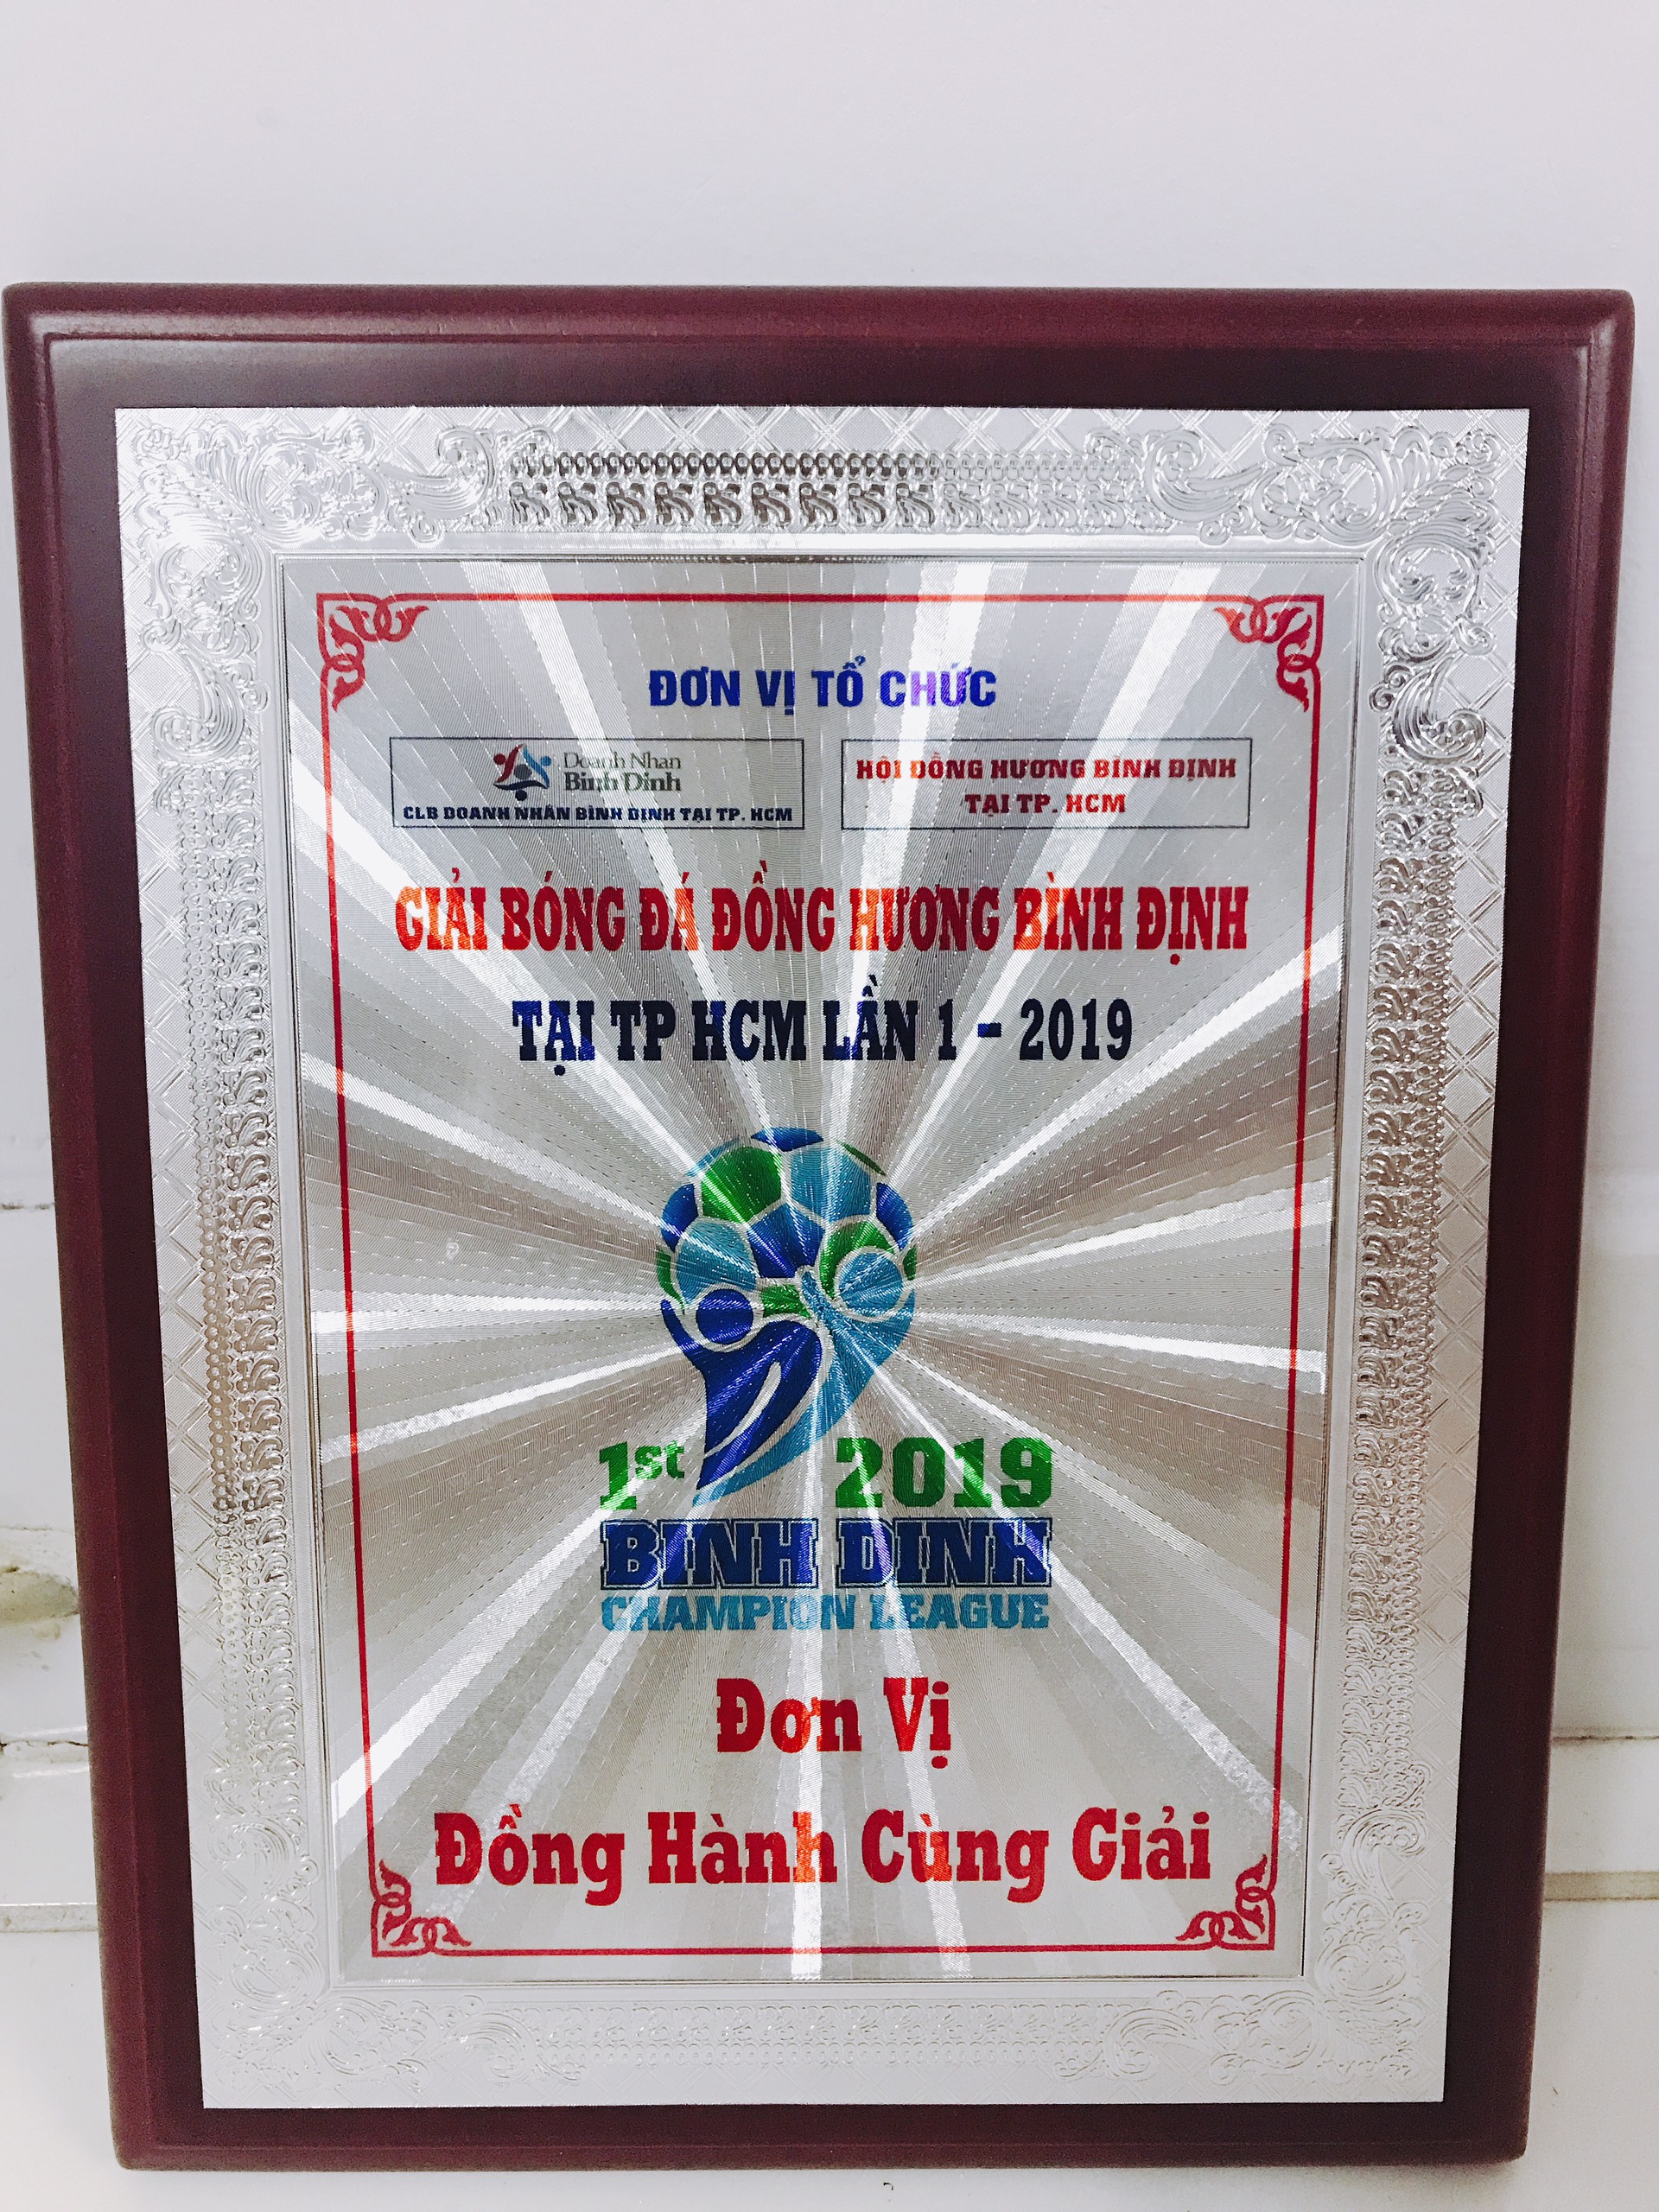 ĐƠN VỊ TỔ CHỨC
Doanh Nhan
Binh Dinh
CLB DOANH NHÂN BÌNH ĐỊNH TẠI TP. HCM
HỘI ĐỒNG HƯƠNG BÌNH ĐỊNH
TẠI TP. HCM
GIẢI BÓNG ĐÁ ĐỒNG HƯƠNG BÌNH ĐỊNH
TẠI TP HCM LẦN 1 - 2019
1st 2019
BINH DINH
CHAMPION LEAGUE
Đơn Vị
Đồng Hành Cùng Giải